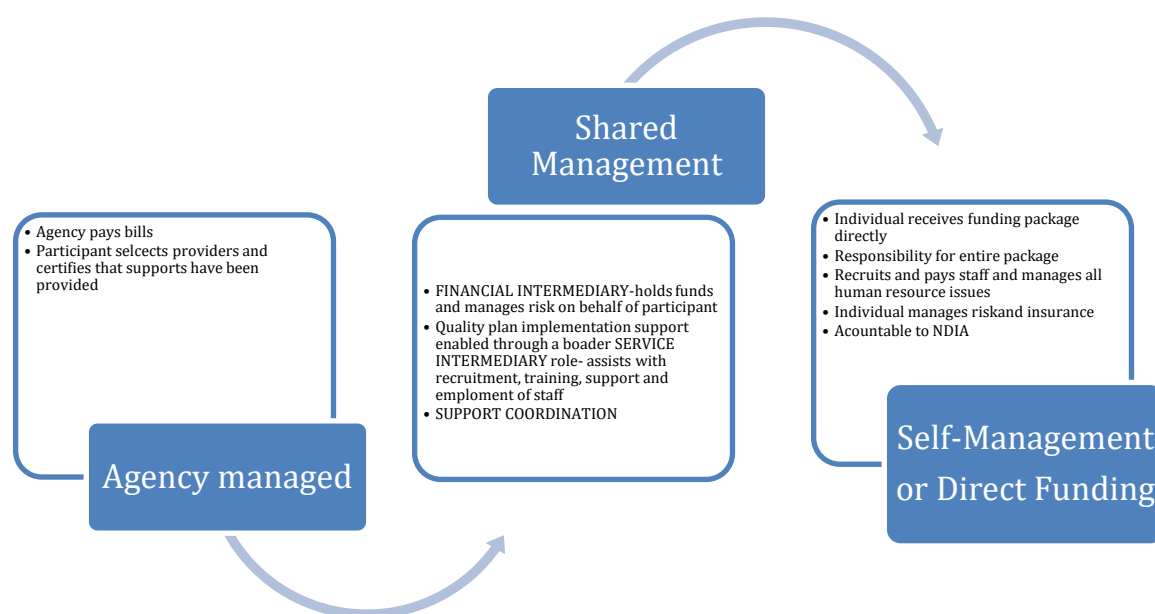 • Agency pays bills
• Participant selcects providers and
certifies that supports have been
provided
Agency managed
Shared
Management
• FINANCIAL INTERMEDIARY-holds funds
and manages risk on behalf of participant
• Quality plan implementation support
enabled through a boader SERVICE
INTERMEDIARY role- assists with
recruitment, training, support and
emploment of staff
• SUPPORT COORDINATION
• Individual receives funding package
directly
• Responsibility for entire package
• Recruits and pays staff and manages all
human resource issues
• Individual manages riskand insurance
• Acountable to NDIA
Self-Management
or Direct Funding